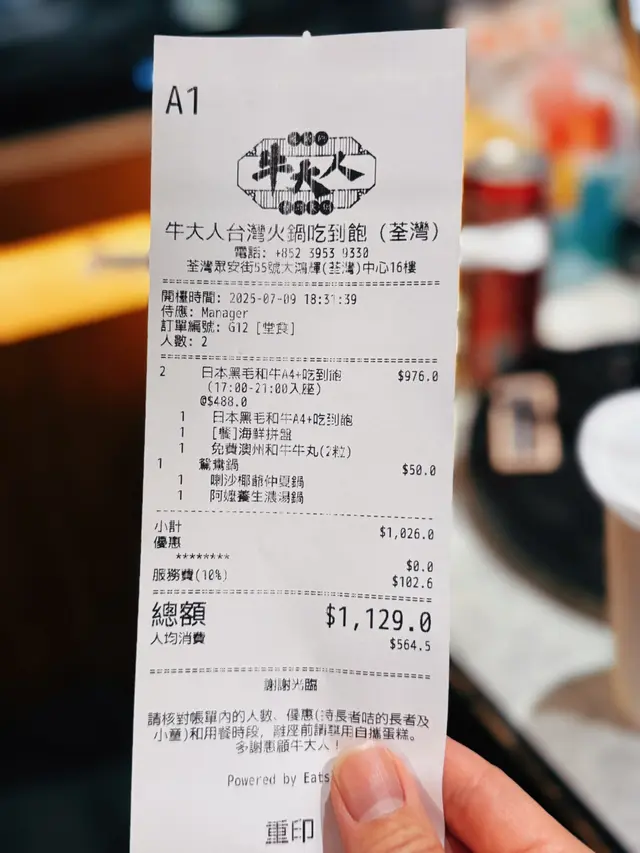 A1
牛大人
牛大人台灣火鍋吃到飽 (荃灣)
電話: +852 3953 9330
荃灣眾安街55號大鴻輝(荃灣)中心16樓
開檯時間: 2025-07-09 18:31:39
侍應: Manager
訂單編號: G12 [堂食]
人數: 2
2 日本黑毛和牛A4+吃到飽 $976.0
(17:00-21:00入座)
@$488.0
1 日本黑毛和牛A4+吃到飽
1 [餐]海鮮拼盤
1 免費澳州和牛牛丸(2粒)
1 鴛鴦鍋 $50.0
1 喇沙椰爺仲夏鍋
1 阿嬤養生濃湯鍋
小計 $1,026.0
優惠
******** $0.0
服務費(10%) $102.6
總額 $1,129.0
人均消費 $564.5
謝謝光臨
請核對帳單內的人數、優惠(持長者咭的長者及
小童)和用餐時段，離座前請享用自攜蛋糕。
多謝惠顧牛大人！
Powered by Eats
重印